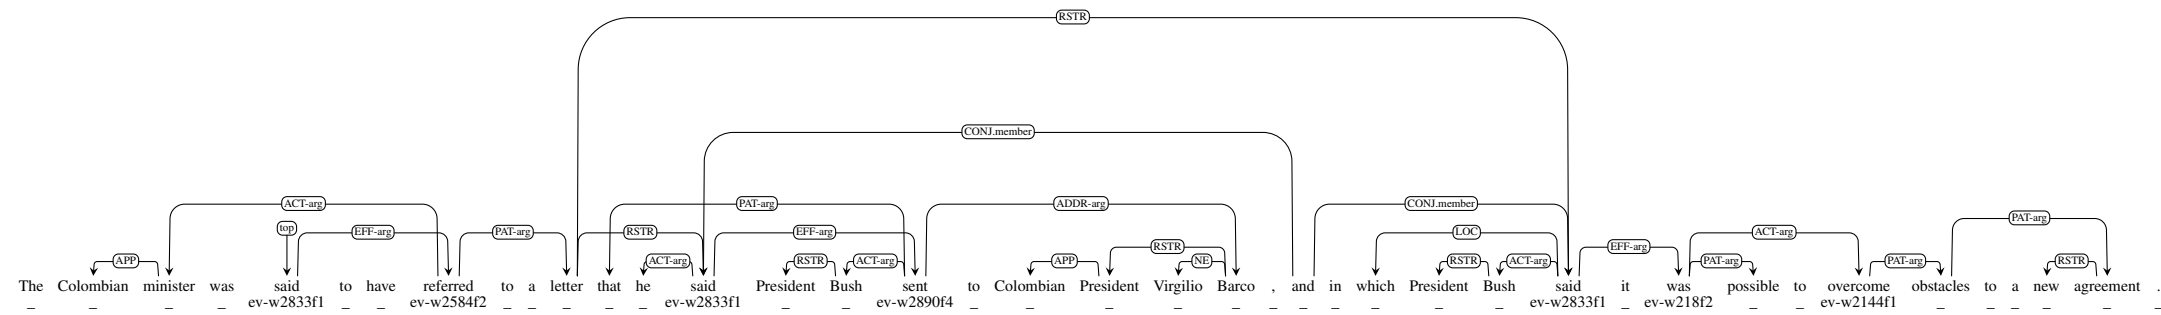 RSTR
CONJ.member
ACT-arg PAT-arg ADDR-arg CONJ.member
PAT-arg
top
EFF-arg PAT-arg RSTR EFF-arg LOC ACT-arg
RSTR EFF-arg
APP ACT-arg RSTR ACT-arg APP NE RSTR ACT-arg PAT-arg PAT-arg RSTR
The Colombian minister was said to have referred to a letter that he said President Bush sent to Colombian President Virgilio Barco , and in which President Bush said it was possible to overcome obstacles to a new agreement .
_ _ _ _ ev-w2833f1 _ _ ev-w2584f2 _ _ _ _ _ ev-w2833f1 _ _ ev-w2890f4 _ _ _ _ _ _ _ _ _ _ _ ev-w2833f1 _ ev-w218f2 _ _ ev-w2144f1 _ _ _ _ _ _